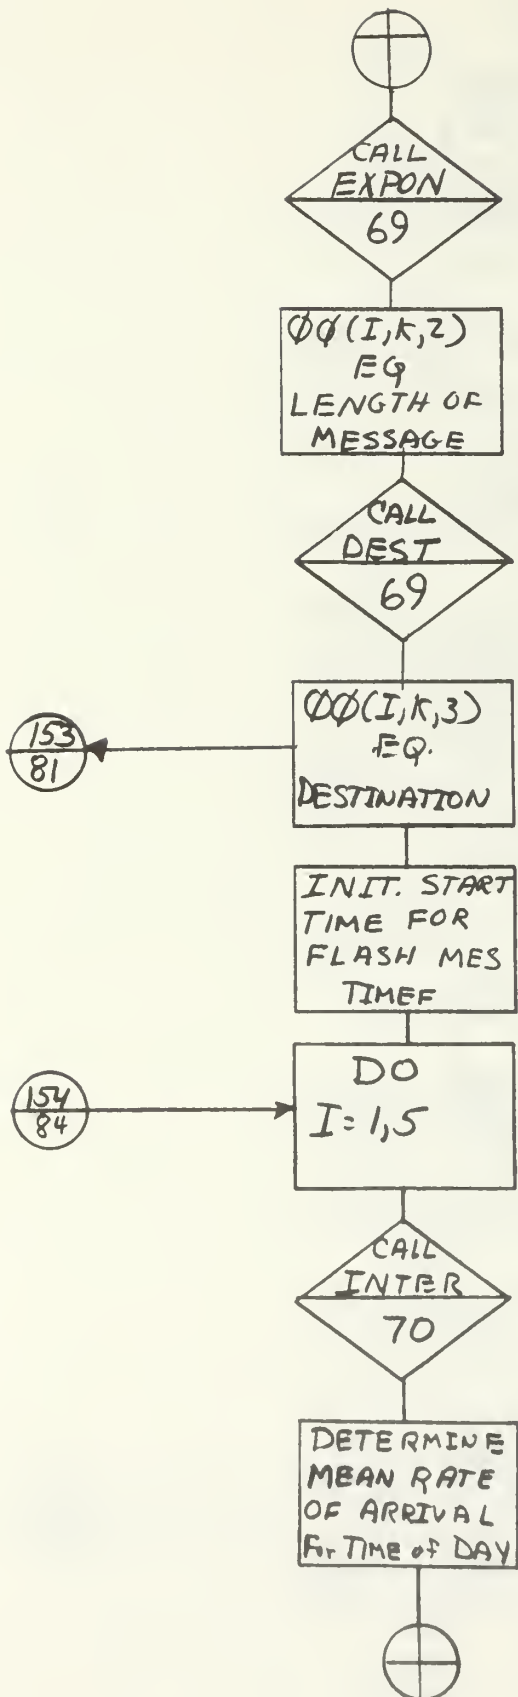 CALL
EXPON
69
ØØ(I,K,2)
EQ
LENGTH OF
MESSAGE
CALL
DEST
69
ØØ(I,K,3)
EQ.
DESTINATION
153
81
INIT. START
TIME FOR
FLASH MES
TIMEF
DO
I=1,5
154
84
CALL
INTER
70
DETERMINE
MEAN RATE
OF ARRIVAL
For TIME of DAY